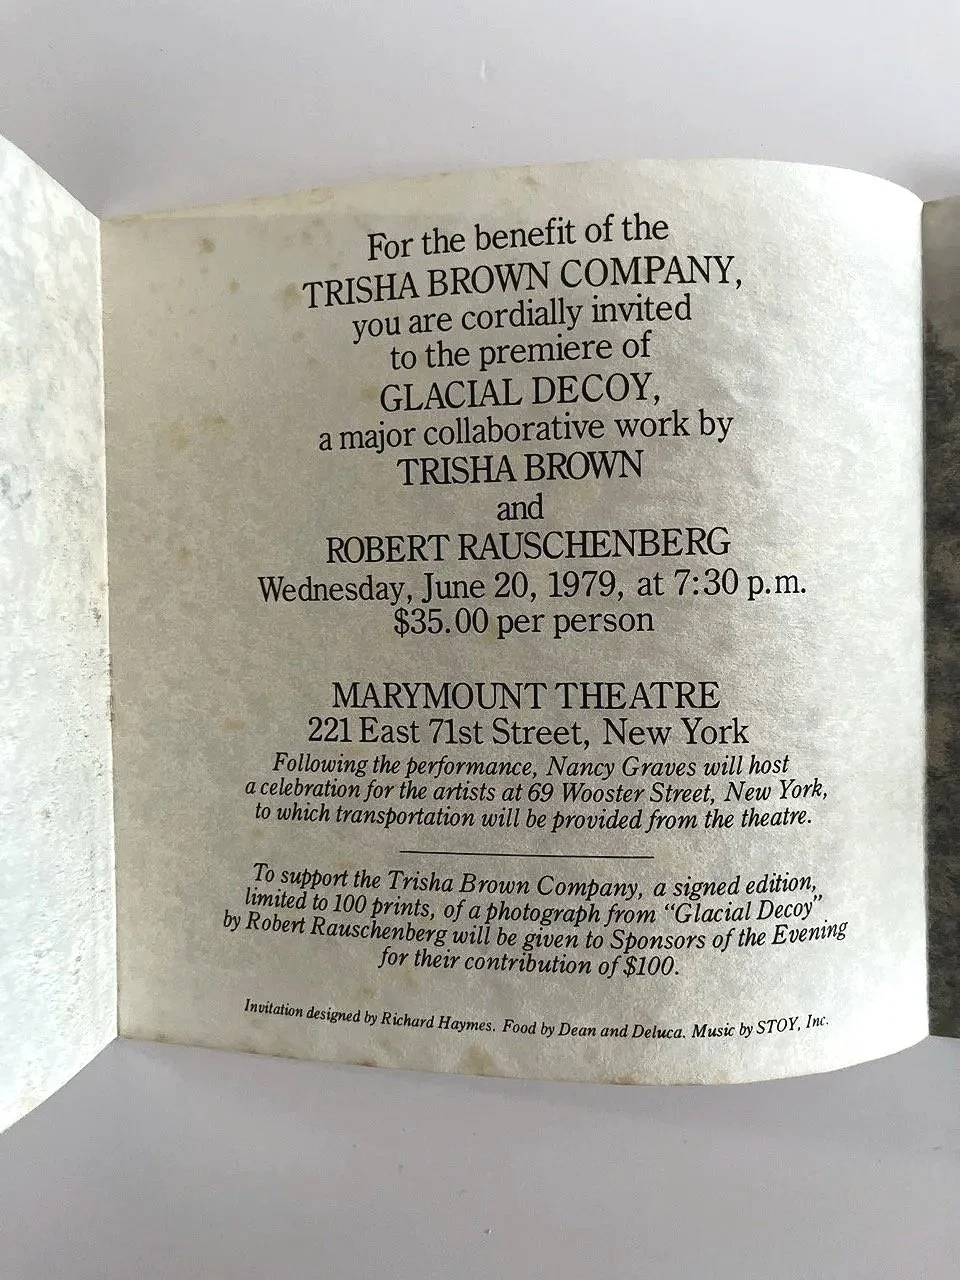 For the benefit of the
TRISHA BROWN COMPANY,
you are cordially invited
to the premiere of
GLACIAL DECOY,
a major collaborative work by
TRISHA BROWN
and
ROBERT RAUSCHENBERG
Wednesday, June 20, 1979, at 7:30 p.m.
$35.00 per person
MARYMOUNT THEATRE
221 East 71st Street, New York
Following the performance, Nancy Graves will host
a celebration for the artists at 69 Wooster Street, New York,
to which transportation will be provided from the theatre.
To support the Trisha Brown Company, a signed edition,
limited to 100 prints, of a photograph from “Glacial Decoy”
by Robert Rauschenberg will be given to Sponsors of the Evening
for their contribution of $100.
Invitation designed by Richard Haymes. Food by Dean and Deluca. Music by STOY, Inc.